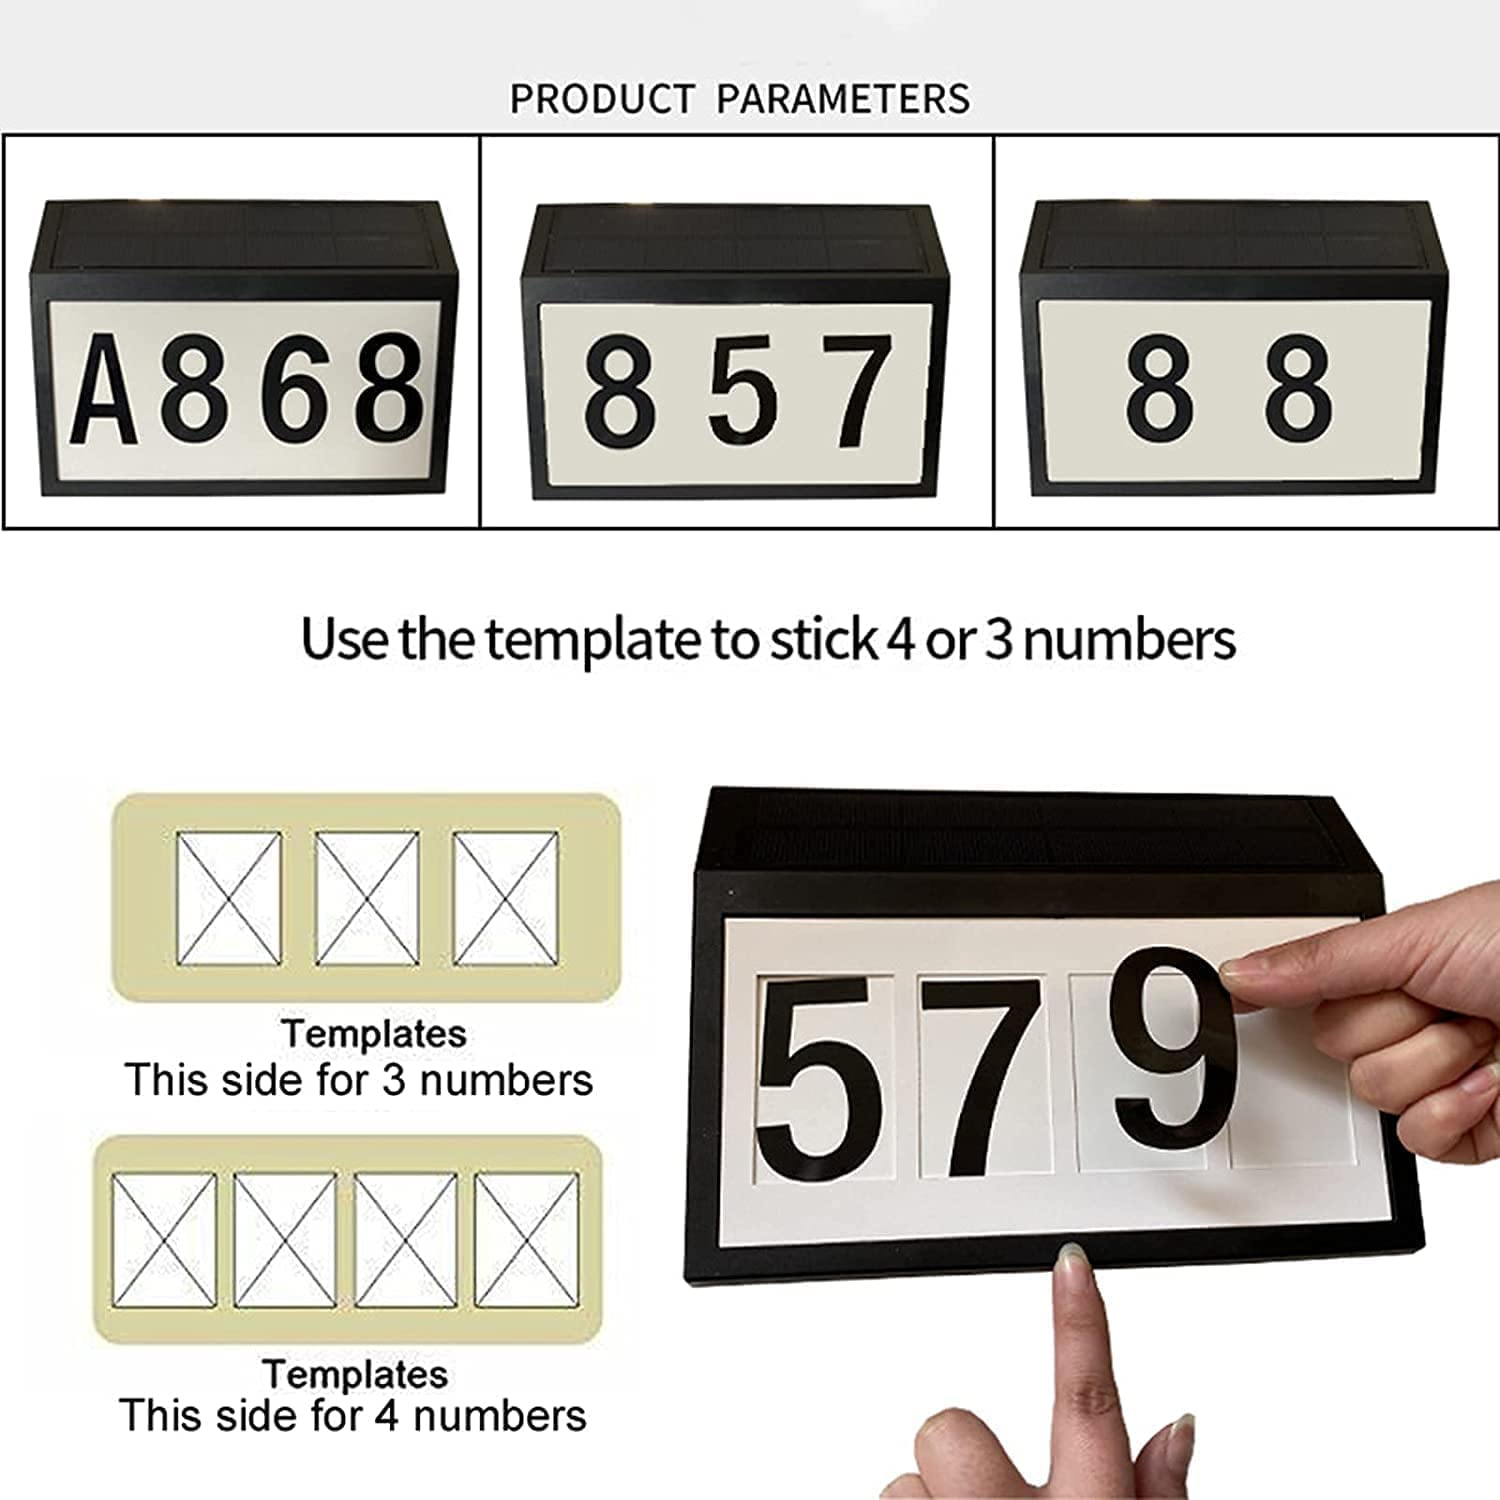 PRODUCT PARAMETERS
A868
857
88
Use the template to stick 4 or 3 numbers
Templates
This side for 3 numbers
579
Templates
This side for 4 numbers